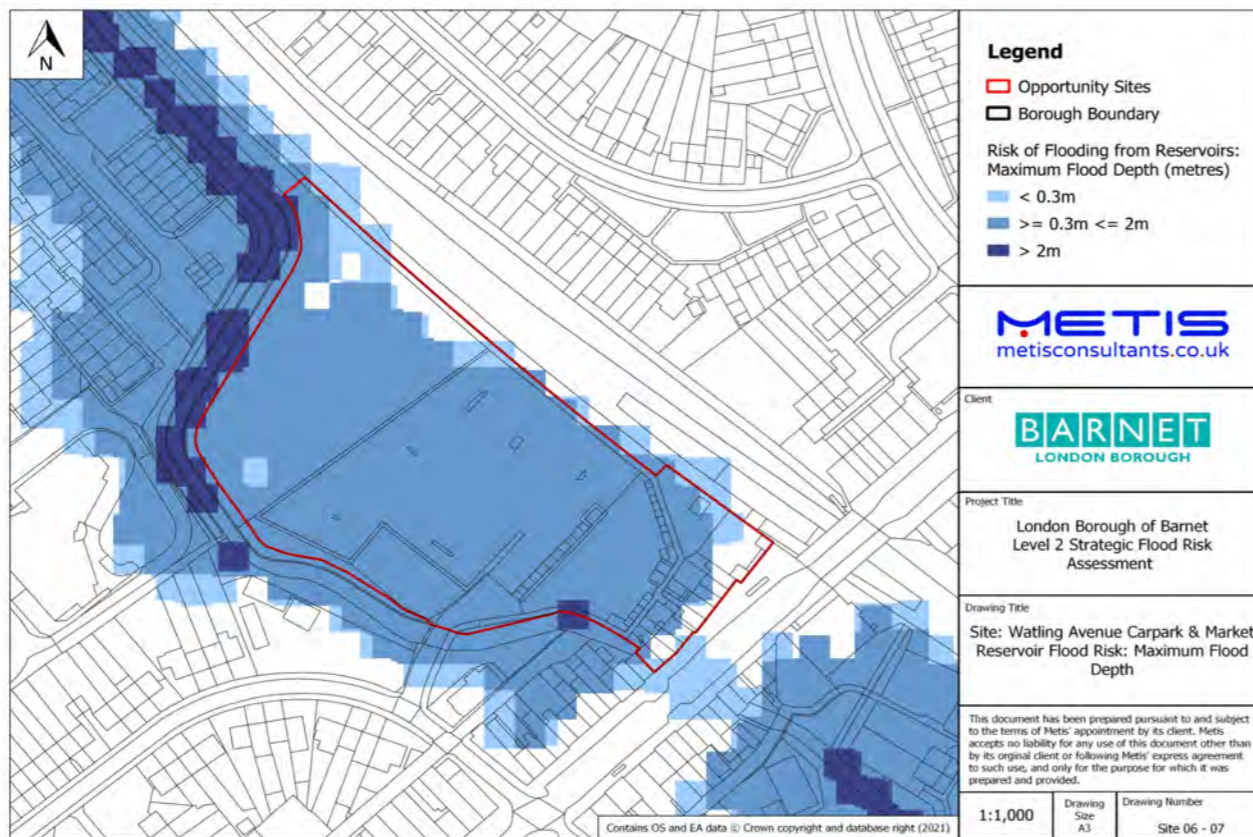 N
Legend
Opportunity Sites
Borough Boundary
Risk of Flooding from Reservoirs:
Maximum Flood Depth (metres)
< 0.3m
>= 0.3m <= 2m
> 2m
METIS
metisconsultants.co.uk
Client
BARNET
LONDON BOROUGH
Project Title
London Borough of Barnet
Level 2 Strategic Flood Risk
Assessment
Drawing Title
Site: Watling Avenue Carpark & Market
Reservoir Flood Risk: Maximum Flood
Depth
This document has been prepared pursuant to and subject
to the terms of Metis' appointment by its client. Metis
accepts no liability for any use of this document other than
by its orginal client or following Metis' express agreement
to such use, and only for the purpose for which it was
prepared and provided.
1:1,000
Drawing
Size
A3
Drawing Number
Site 06 - 07
Contains OS and EA data © Crown copyright and database right (2021)